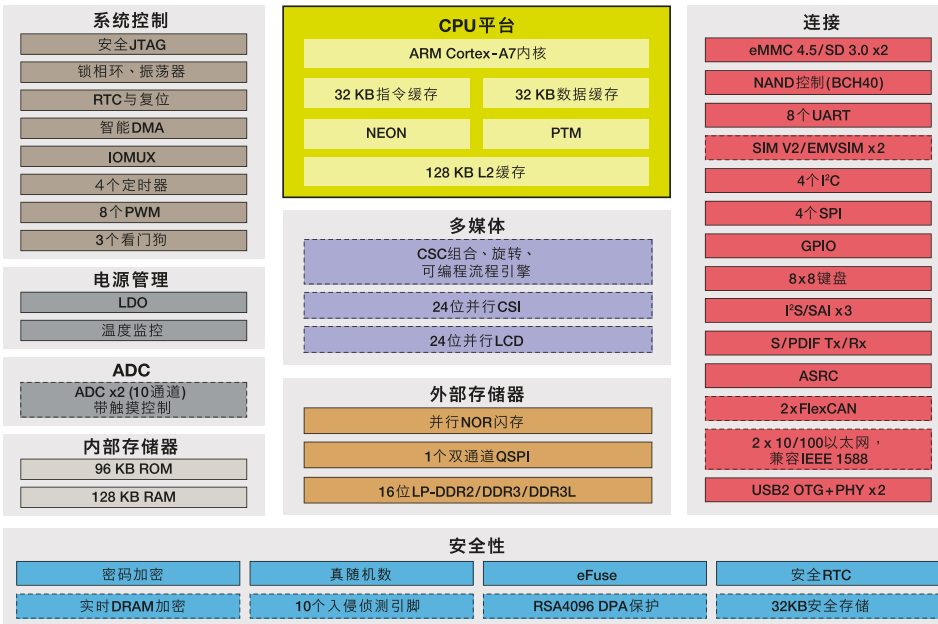 系统控制
安全JTAG
锁相环、振荡器
RTC与复位
智能DMA
IOMUX
4个定时器
8个PWM
3个看门狗
电源管理
LDO
温度监控
ADC
ADC x2 (10通道)
带触摸控制
内部存储器
96 KB ROM
128 KB RAM
CPU平台
ARM Cortex-A7内核
32 KB指令缓存
32 KB数据缓存
NEON
PTM
128 KB L2缓存
多媒体
CSC组合、旋转、
可编程流程引擎
24位并行CSI
24位并行LCD
外部存储器
并行NOR闪存
1个双通道QSPI
16位LP-DDR2/DDR3/DDR3L
连接
eMMC 4.5/SD 3.0 x2
NAND控制(BCH40)
8个UART
SIM V2/EMVSIM x2
4个I²C
4个SPI
GPIO
8x8键盘
I²S/SAI x3
S/PDIF Tx/Rx
ASRC
2xFlexCAN
2 x 10/100以太网，
兼容IEEE 1588
USB2 OTG+PHY x2
安全性
密码加密
真随机数
eFuse
安全RTC
实时DRAM加密
10个入侵侦测引脚
RSA4096 DPA保护
32KB安全存储